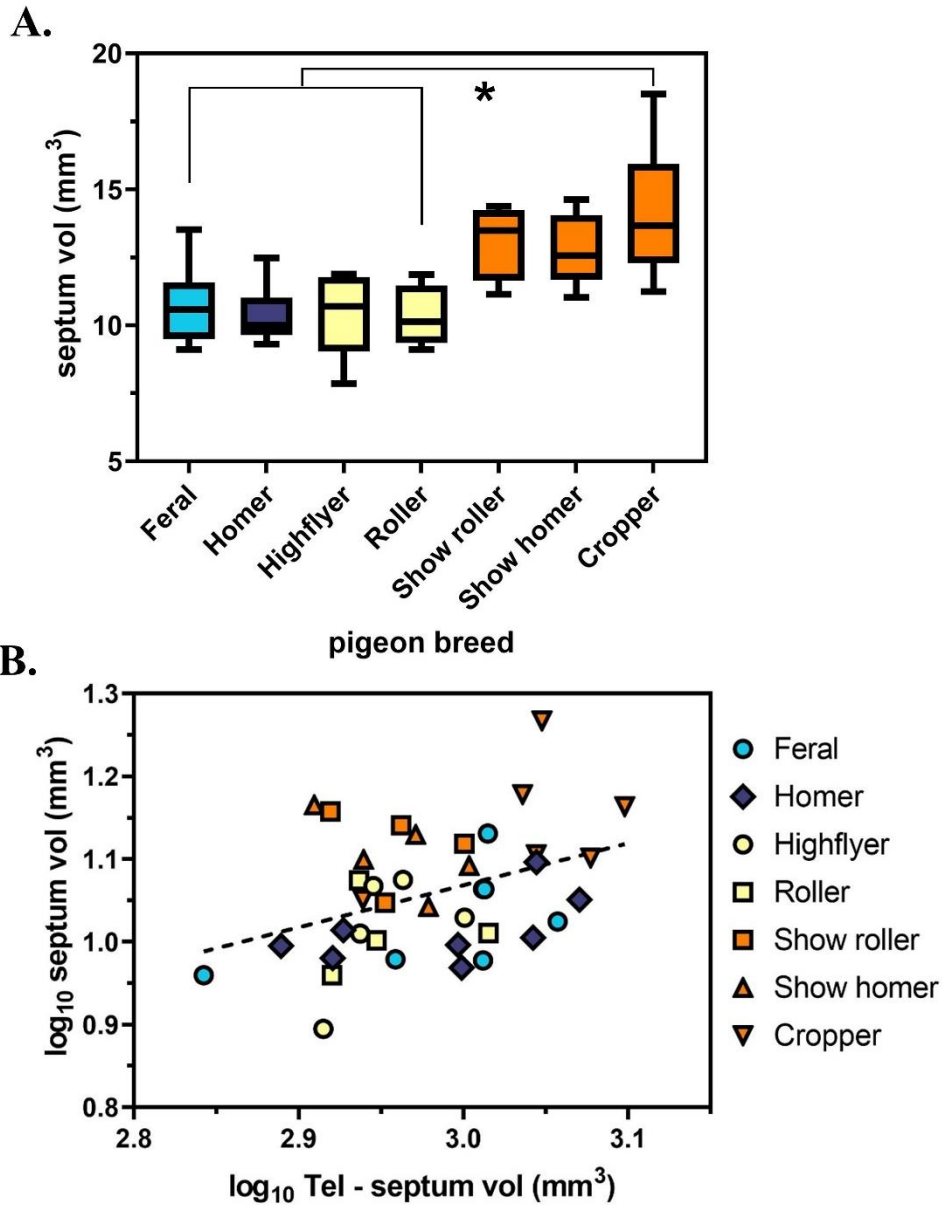 A.
septum vol (mm³)
20
15
10
5
*
Feral
Homer
Highflyer
Roller
Show roller
Show homer
Cropper
pigeon breed
B.
log₁₀ septum vol (mm³)
1.3
1.2
1.1
1.0
0.9
0.8
2.8
2.9
3.0
3.1
log₁₀ Tel - septum vol (mm³)
Feral
Homer
Highflyer
Roller
Show roller
Show homer
Cropper